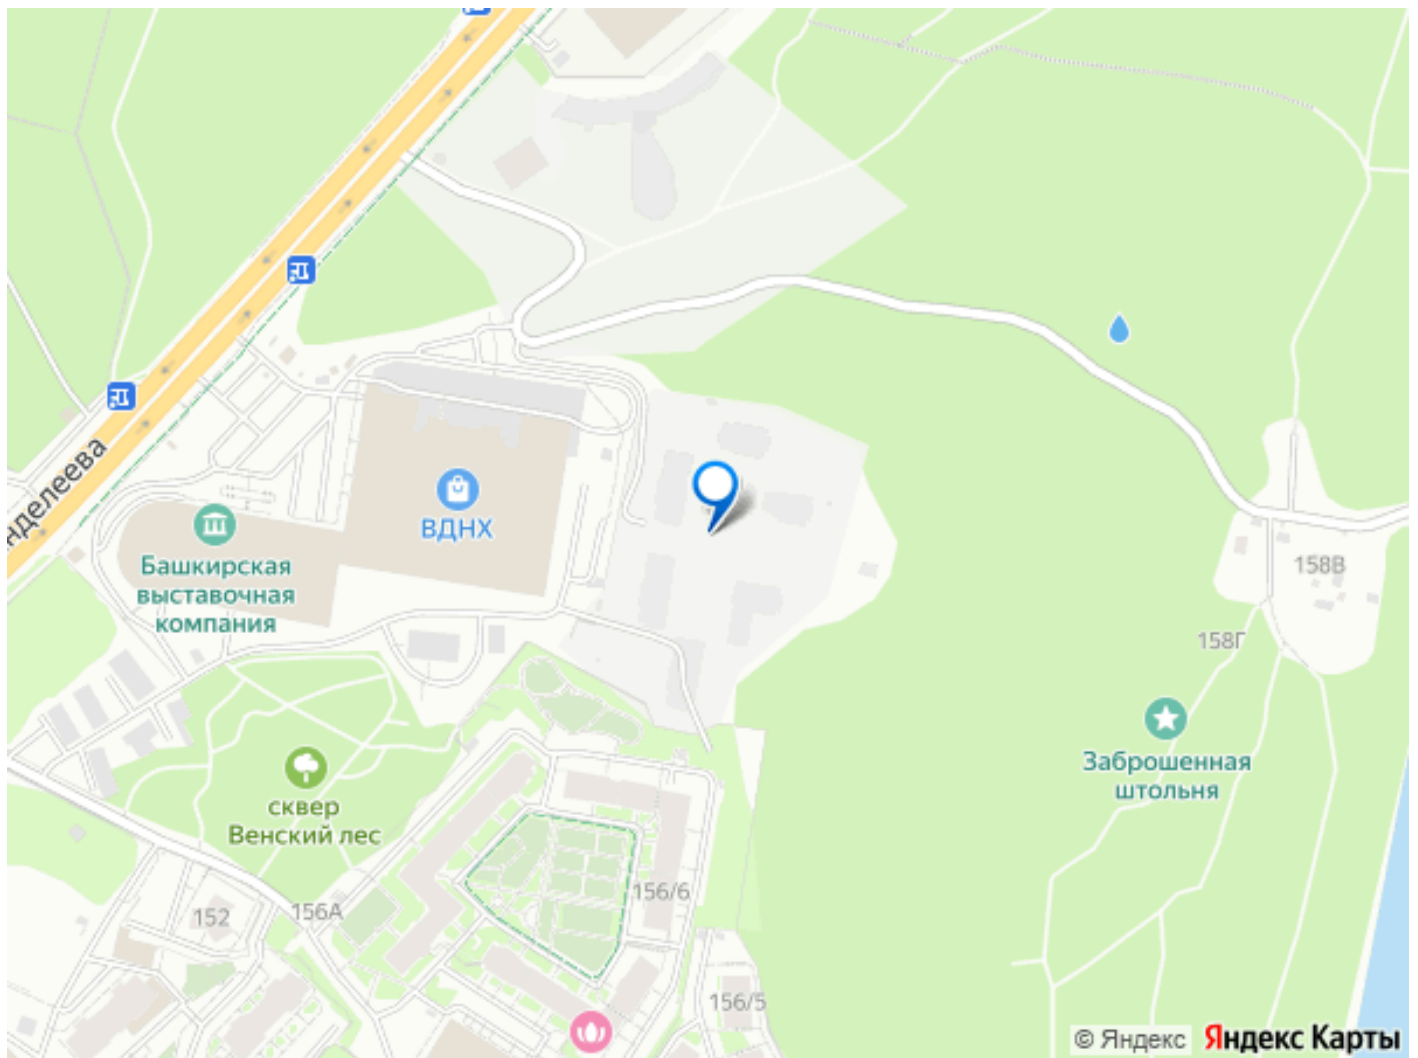 нделеева
ВДНХ
Башкирская
выставочная
компания
158В
158Г
Заброшенная
штольня
сквер
Венский лес
156/6
152
156А
156/5
© Яндекс Яндекс Карты